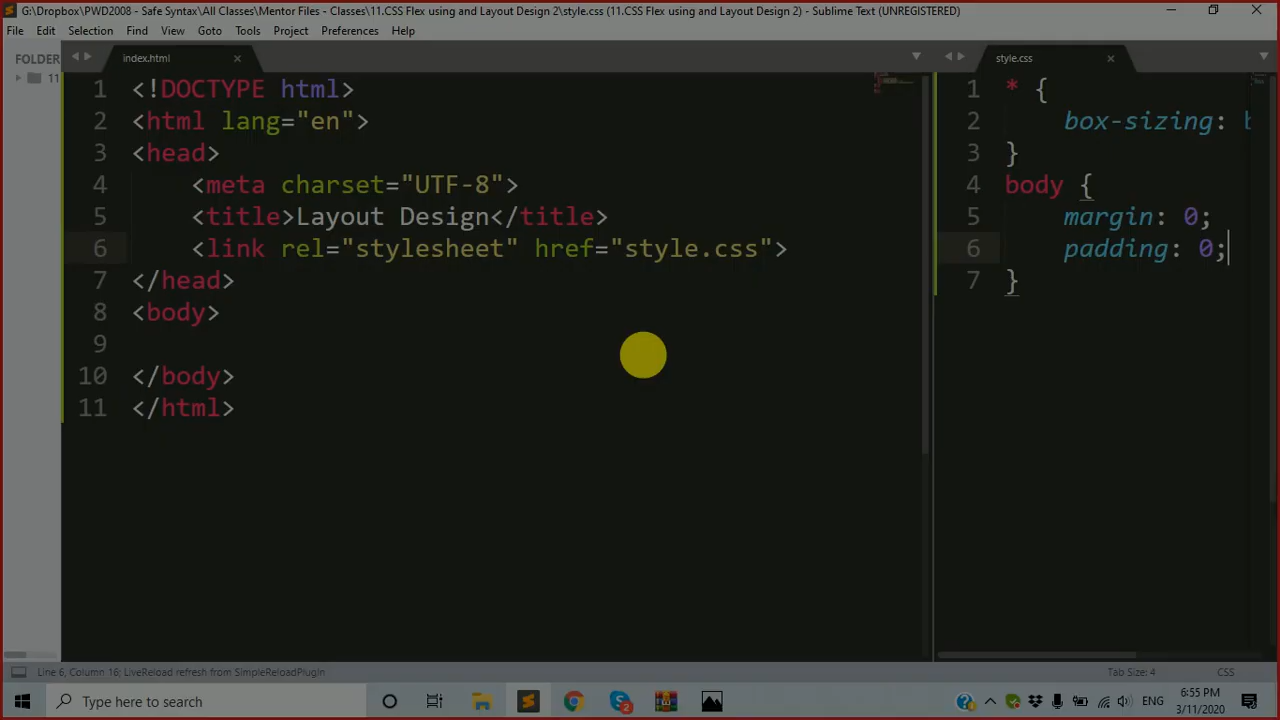 G:\Dropbox\PWD2008 - Safe Syntax\All Classes\Mentor Files - Classes\11.CSS Flex using and Layout Design 2\style.css (11.CSS Flex using and Layout Design 2) - Sublime Text (UNREGISTERED)
File Edit Selection Find View Goto Tools Project Preferences Help
FOLDER
11
index.html
1 <!DOCTYPE html>
2 <html lang="en">
3 <head>
4 <meta charset="UTF-8">
5 <title>Layout Design</title>
6 <link rel="stylesheet" href="style.css">
7 </head>
8 <body>
9
10 </body>
11 </html>
style.css
1 * {
2 box-sizing: b
3 }
4 body {
5 margin: 0;
6 padding: 0;
7 }
Line 6, Column 16; LiveReload refresh from SimpleReloadPlugin
Tab Size: 4
CSS
Type here to search
2
ENG
6:55 PM
3/11/2020